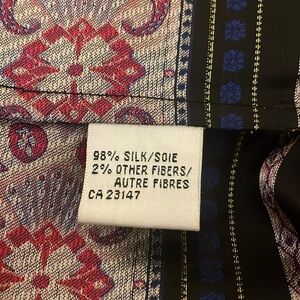 98% SILK/SOIE
2% OTHER FIBERS/
AUTRE FIBRES
CA 23147